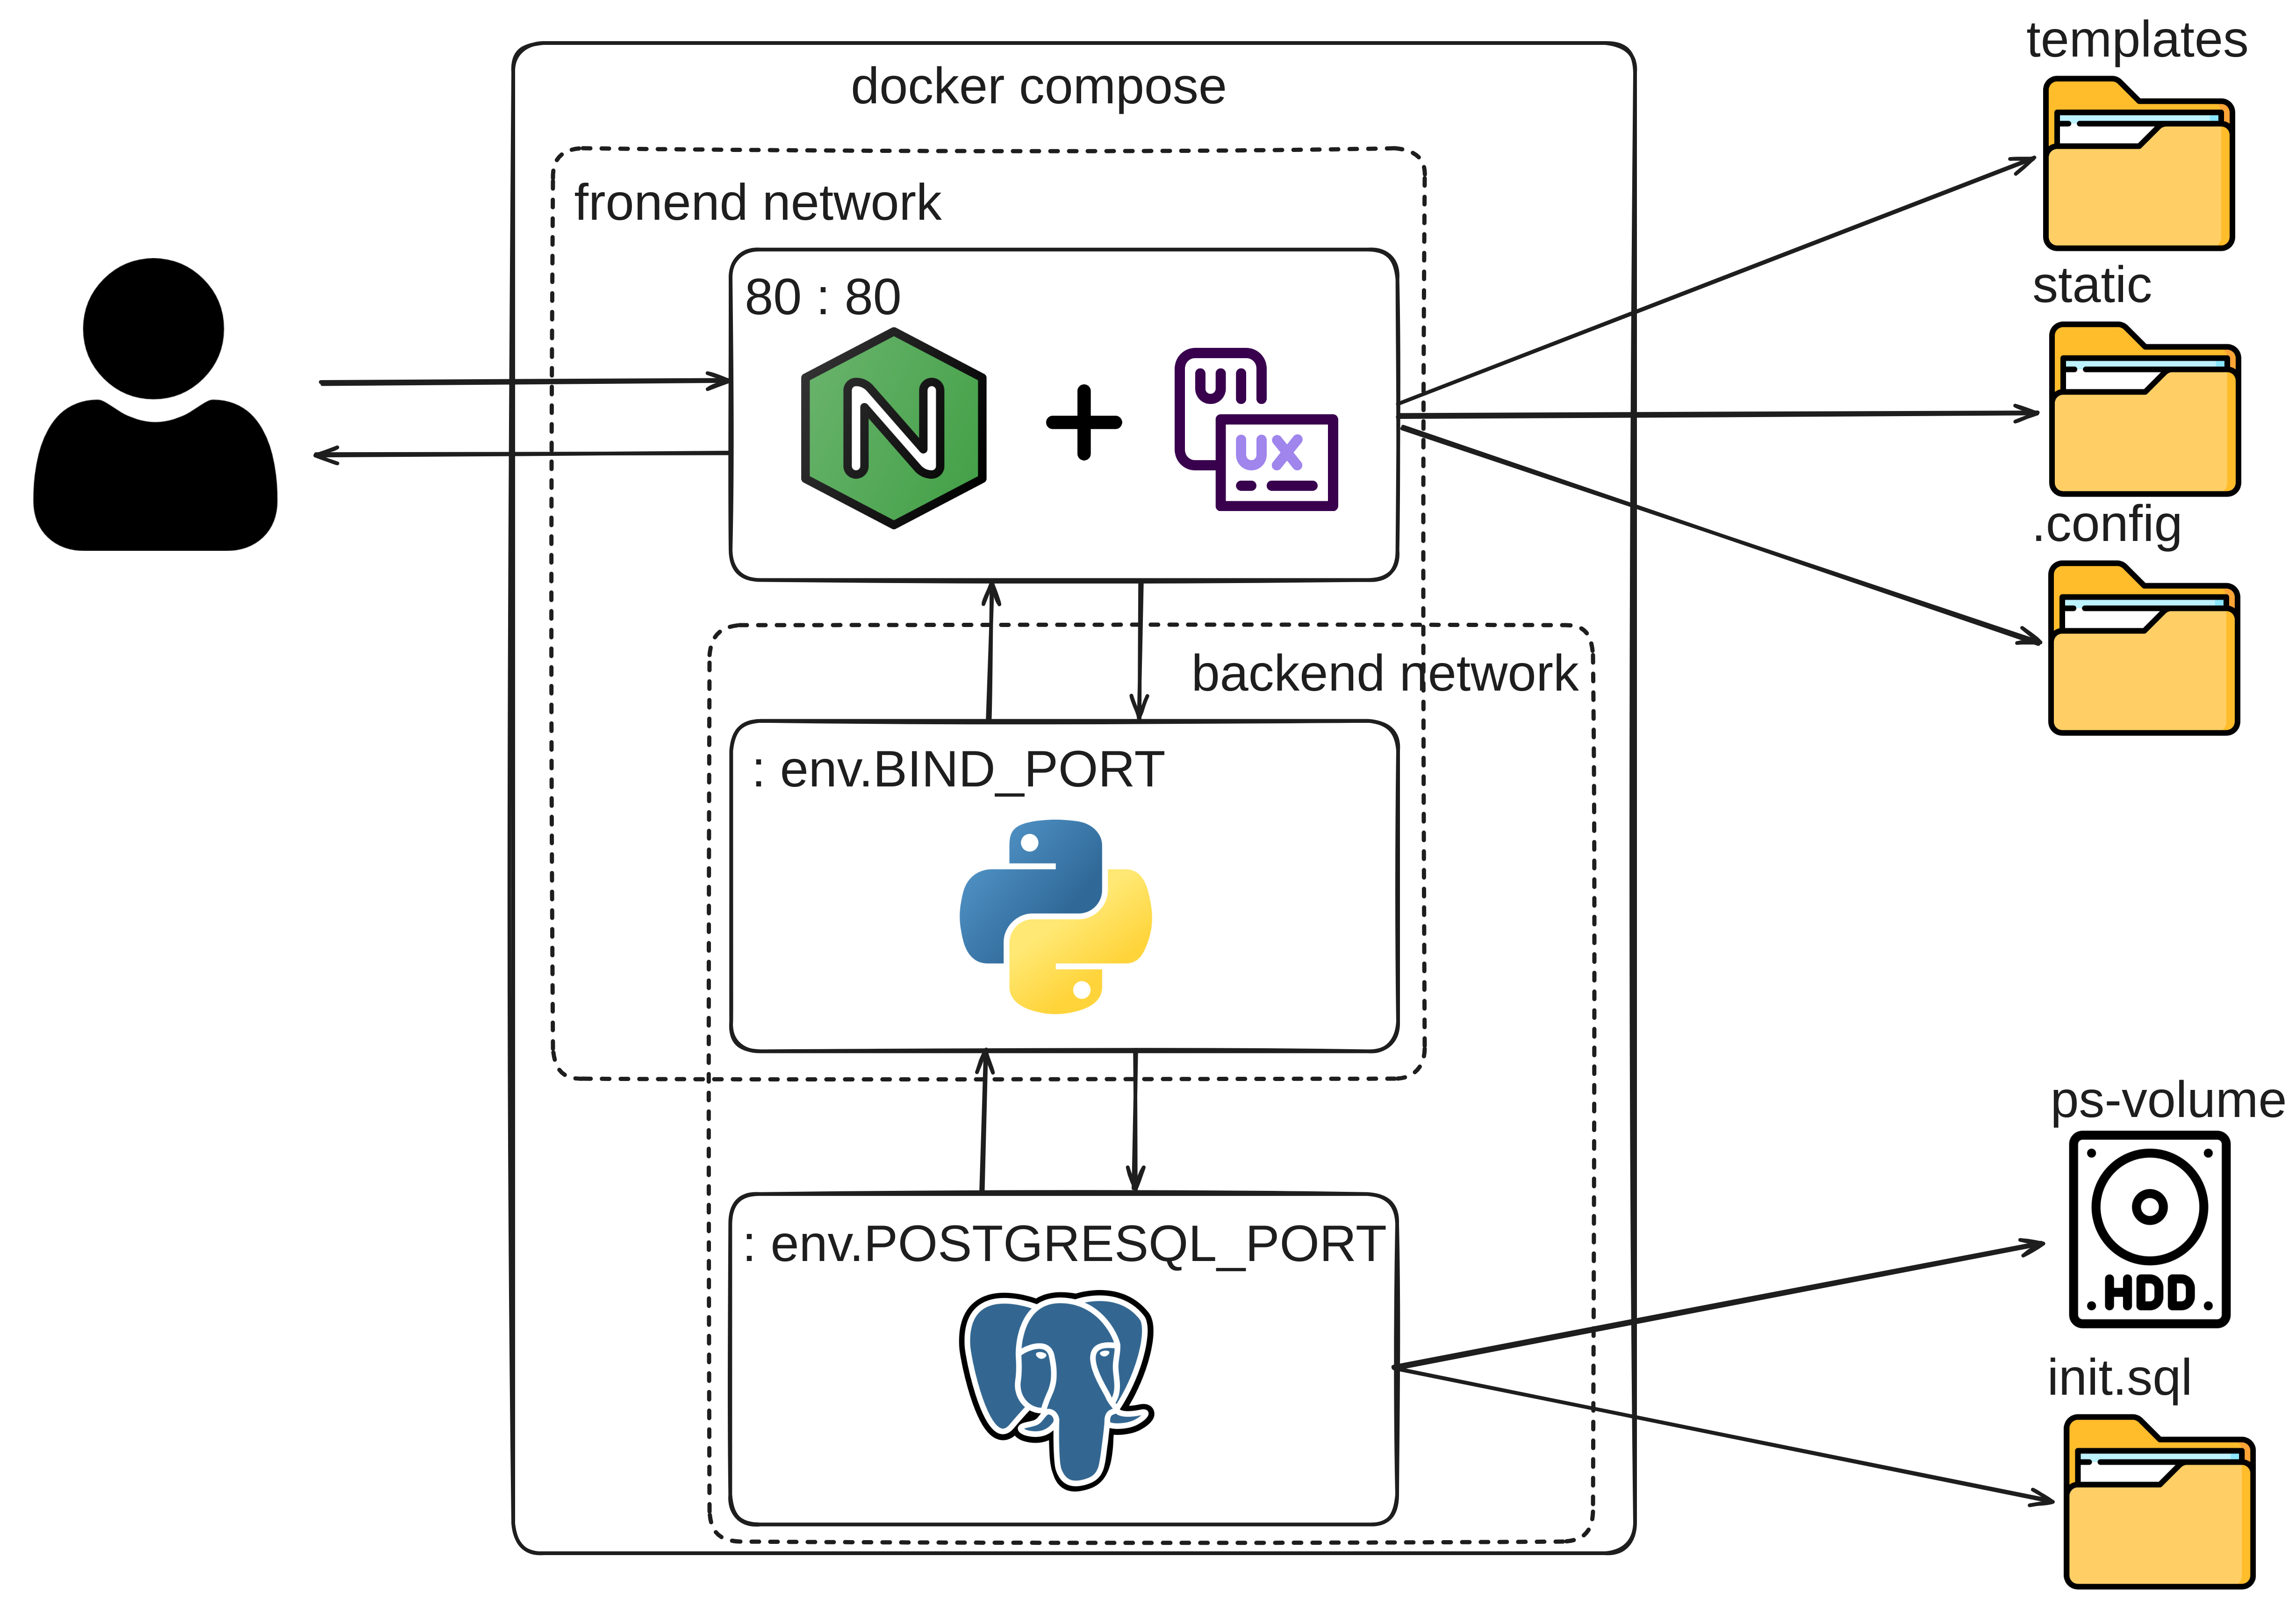 docker compose
fronend network
80 : 80
N
UI
UX
backend network
: env.BIND_PORT
: env.POSTGRESQL_PORT
templates
static
.config
ps-volume
HDD
init.sql